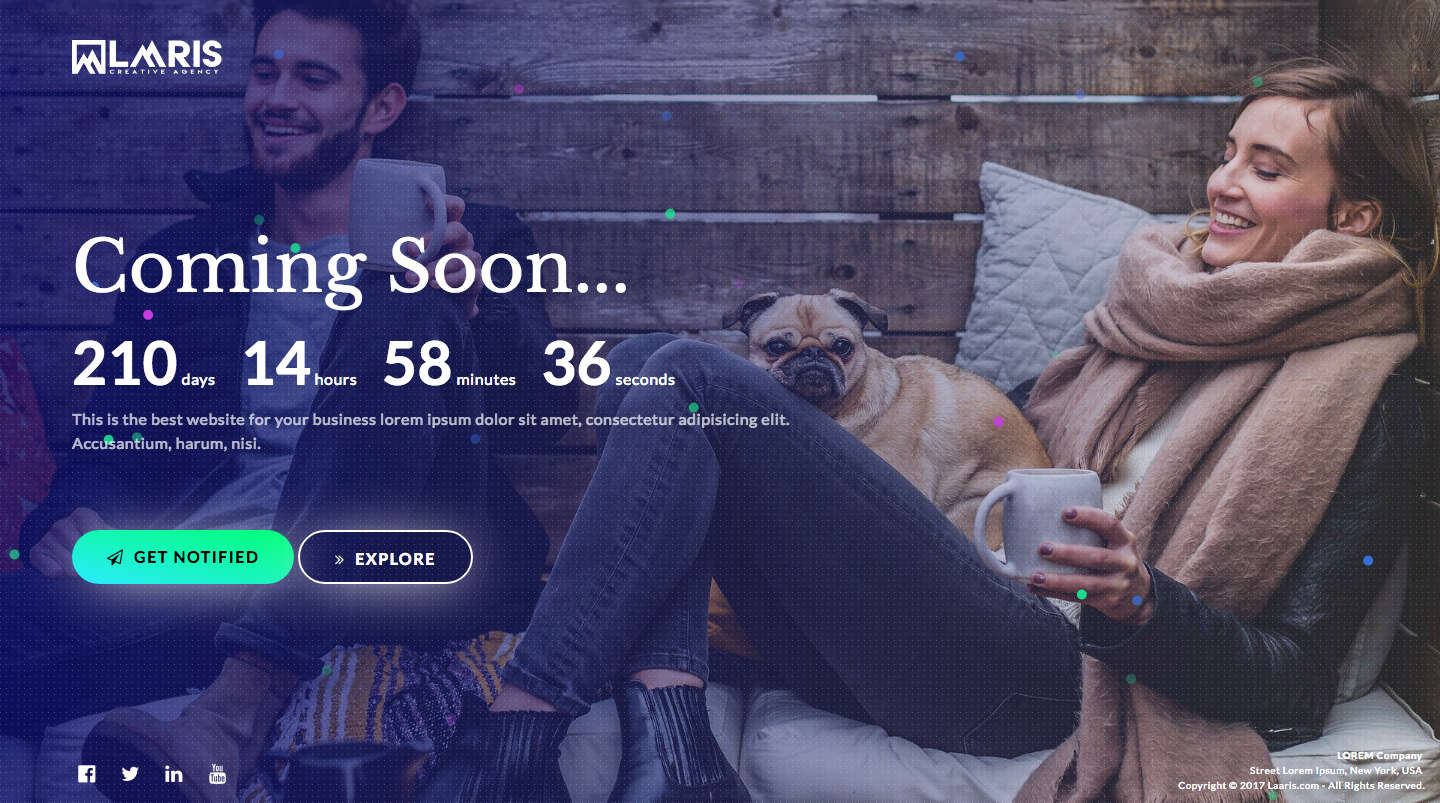 LAARIS
CREATIVE AGENCY
Coming Soon...
210 days 14 hours 58 minutes 36 seconds
This is the best website for your business lorem ipsum dolor sit amet, consectetur adipisicing elit.
Accusantium, harum, nisi.
GET NOTIFIED EXPLORE
You
Tube
LOREM Company
Street Lorem Ipsum, New York, USA
Copyright © 2017 Laaris.com - All Rights Reserved.